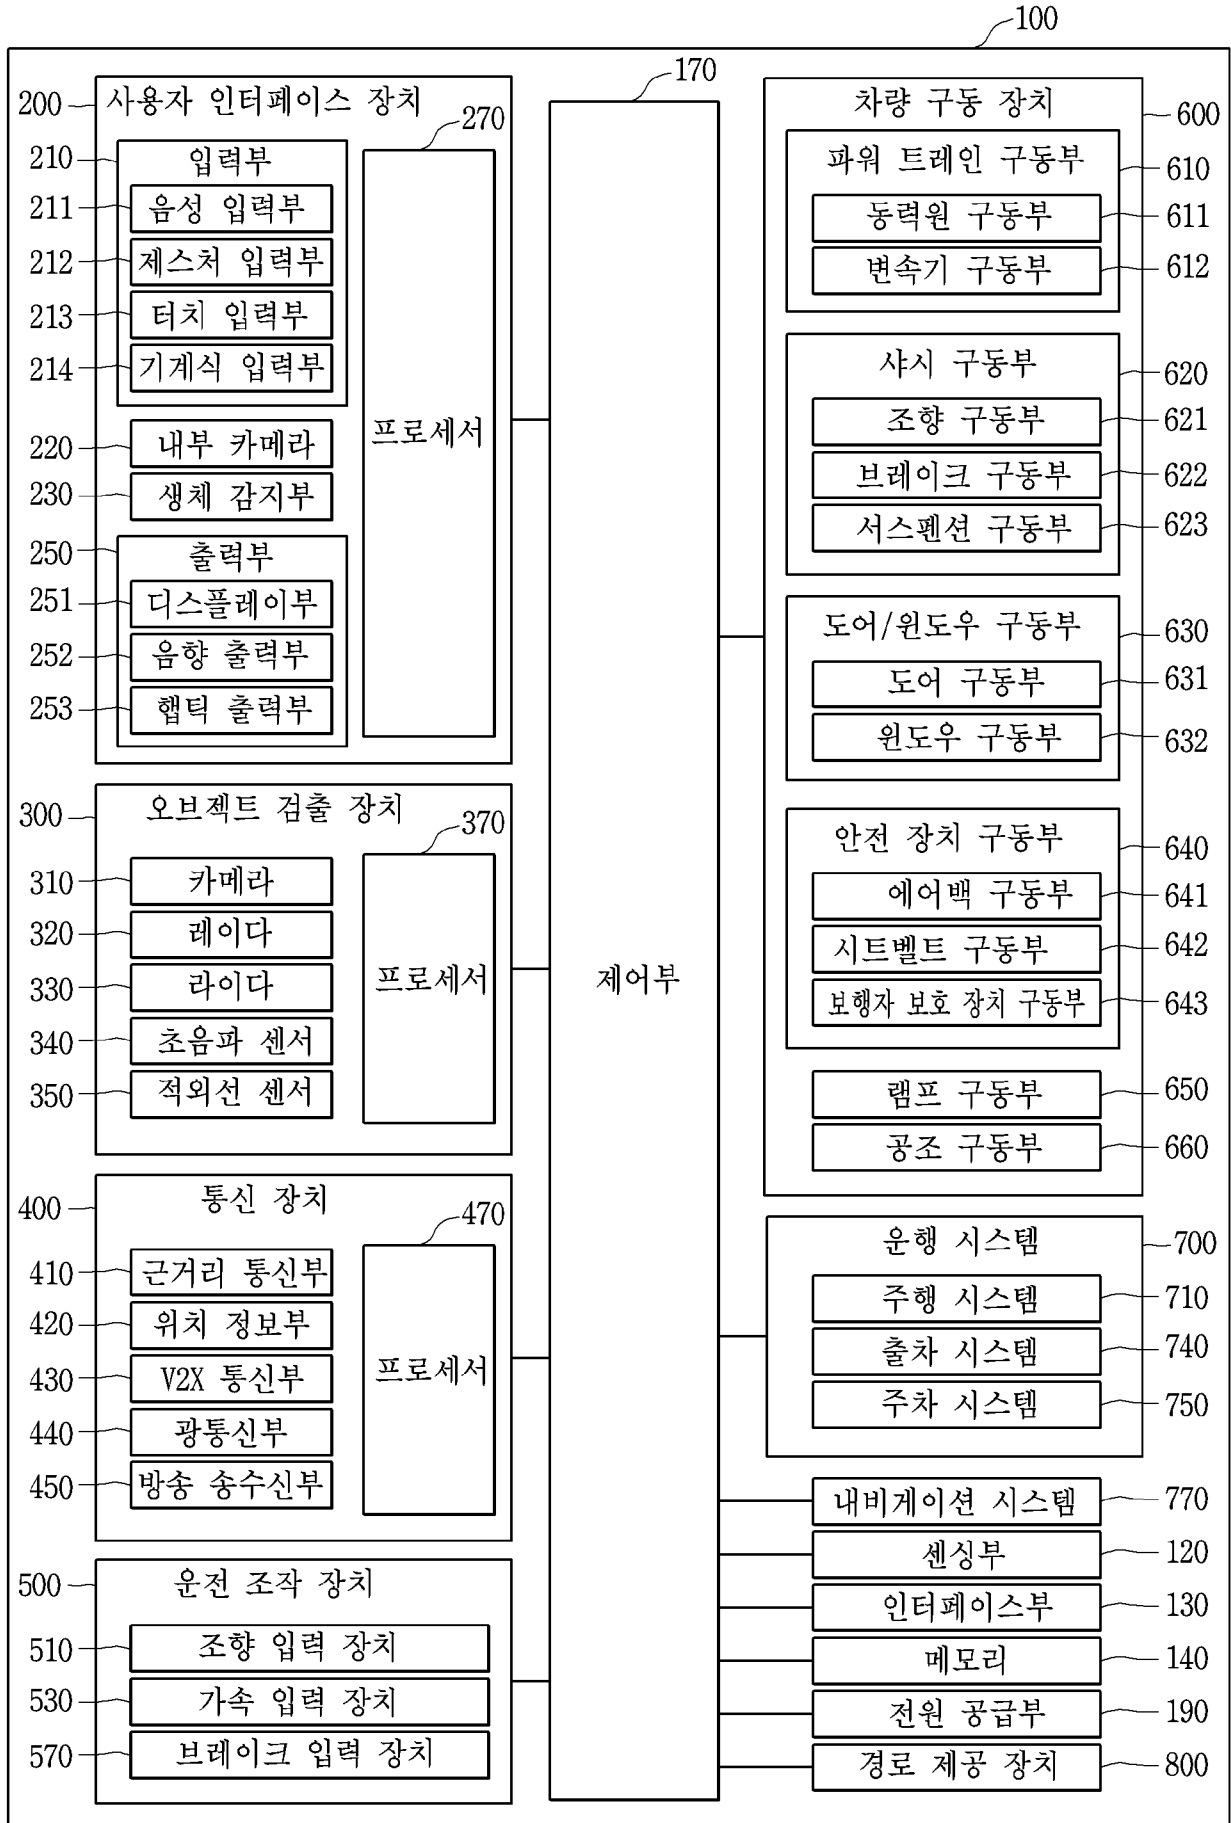 100
200
사용자 인터페이스 장치
270
210
입력부
211
음성 입력부
212
제스처 입력부
213
터치 입력부
214
기계식 입력부
프로세서
220
내부 카메라
230
생체 감지부
250
출력부
251
디스플레이부
252
음향 출력부
253
햅틱 출력부
300
오브젝트 검출 장치
370
310
카메라
320
레이다
330
라이다
프로세서
340
초음파 센서
350
적외선 센서
400
통신 장치
470
410
근거리 통신부
420
위치 정보부
430
V2X 통신부
프로세서
440
광통신부
450
방송 송수신부
500
운전 조작 장치
510
조향 입력 장치
530
가속 입력 장치
570
브레이크 입력 장치
170
제어부
차량 구동 장치
600
파워 트레인 구동부
610
동력원 구동부
611
변속기 구동부
612
샤시 구동부
620
조향 구동부
621
브레이크 구동부
622
서스펜션 구동부
623
도어/윈도우 구동부
630
도어 구동부
631
윈도우 구동부
632
안전 장치 구동부
640
에어백 구동부
641
시트벨트 구동부
642
보행자 보호 장치 구동부
643
램프 구동부
650
공조 구동부
660
운행 시스템
700
주행 시스템
710
출차 시스템
740
주차 시스템
750
내비게이션 시스템
770
센싱부
120
인터페이스부
130
메모리
140
전원 공급부
190
경로 제공 장치
800